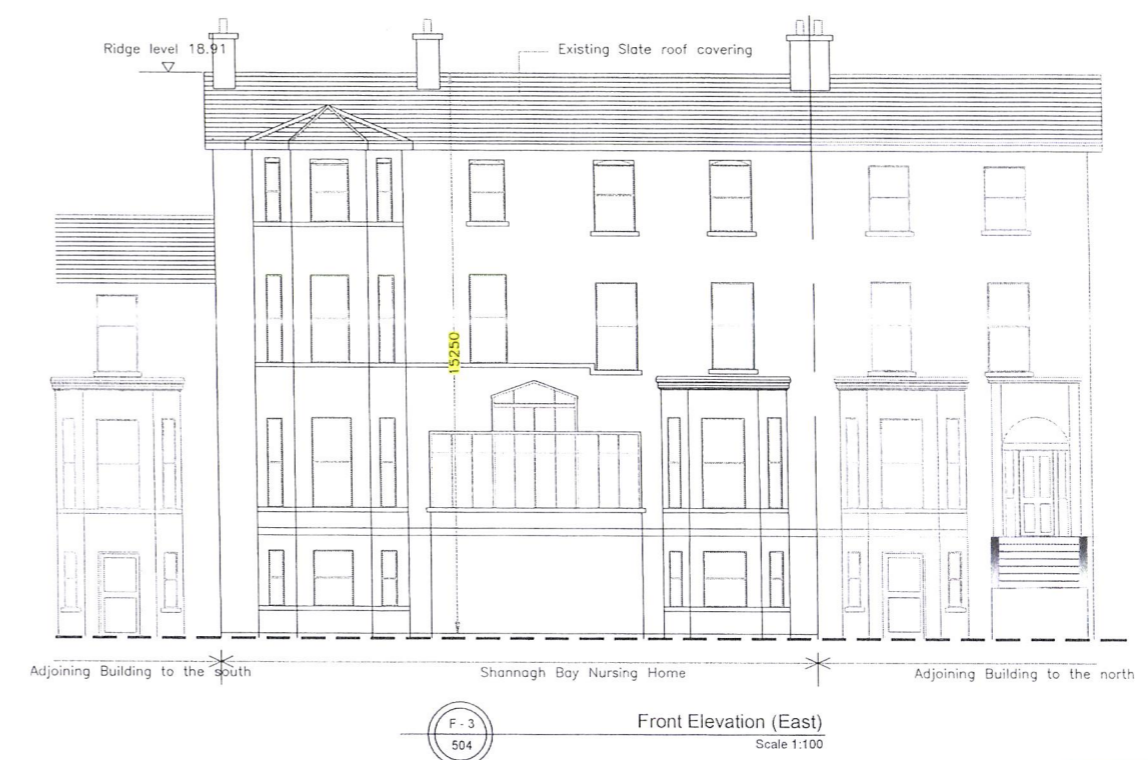 Ridge level 18.91
Existing Slate roof covering
15250
Adjoining Building to the south
Shannagh Bay Nursing Home
Adjoining Building to the north
F - 3
504
Front Elevation (East)
Scale 1:100